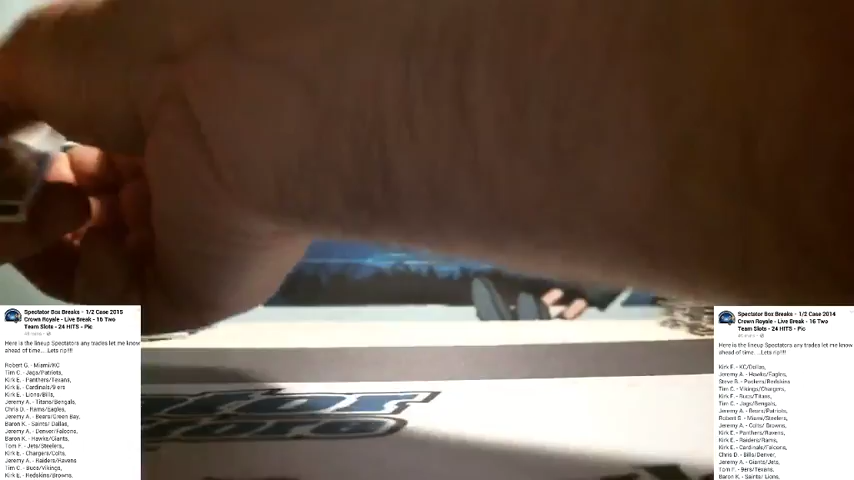 Spectator Box Breaks - 1/2 Case 2015
Crown Royale - Live Break - 16 Two
Team Slots - 24 HITS - Pic
Here is the lineup Spectators any trades let me know
ahead of time....Lets rip!!!!
Robert G. - Miami/KC
Tim C. - Jags/Patriots,
Kirk E. - Panthers/Texans,
Kirk E. - Cardinals/9ers
Kirk E. - Lions/Bills,
Jeremy A. - Titans/Bengals,
Chris D. - Rams/Eagles,
Jeremy A. - Bears/Green Bay,
Baron K. - Saints/ Dallas,
Jeremy A. - Denver/Falcons,
Baron K. - Hawks/Giants,
Tom F. - Jets/Steelers,
Kirk E. - Chargers/Colts,
Jeremy A. - Raiders/Ravens
Tim C. - Bucs/Vikings,
Kirk E. - Redskins/Browns,
Spectator Box Breaks - 1/2 Case 2014
Crown Royale - Live Break - 16 Two
Team Slots - 24 HITS - Pic
Here is the lineup Spectators any trades let me know
ahead of time....Lets rip!!!!
Kirk E. - KC/Dallas,
Jeremy A. - Hawks/Eagles,
Steve B. - Packers/Redskins
Tim C. - Vikings/Chargers,
Kirk F. - Bucs/Titans,
Tim C. - Jags/Bengals,
Jeremy A. - Bears/Patriots,
Robert G. - Miami/Steelers,
Jeremy A. - Colts/ Browns,
Kirk E. - Panthers/Ravens,
Kirk E. - Raiders/Rams,
Kirk E. - Cardinals/Falcons,
Chris D. - Bills/Denver,
Jeremy A. - Giants/Jets,
Tom F. - 9ers/Texans,
Baron K. - Saints/ Lions,